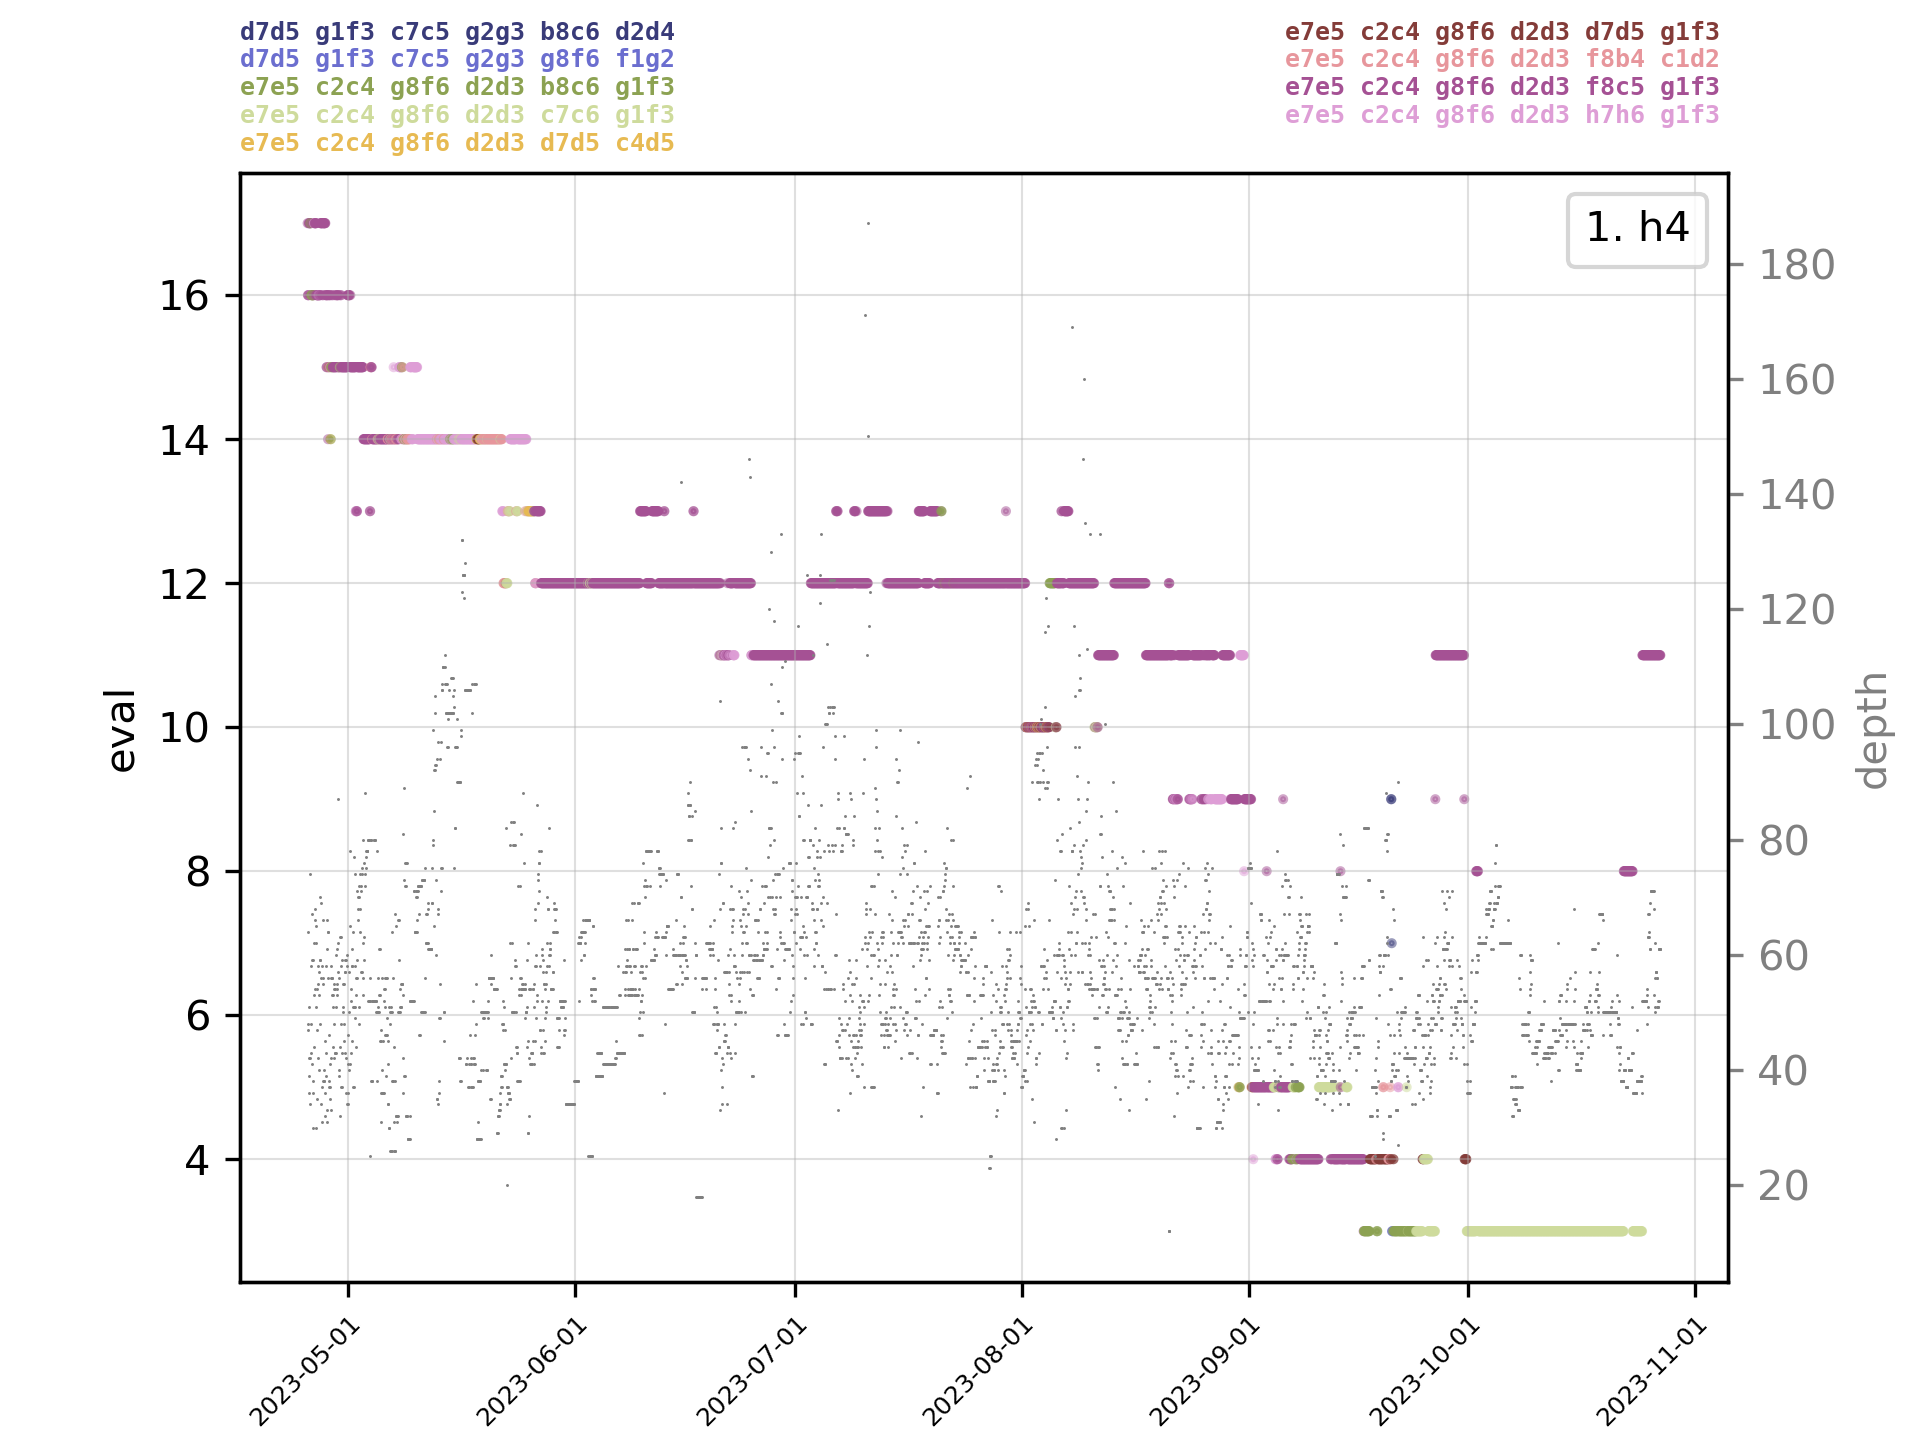 d7d5 g1f3 c7c5 g2g3 b8c6 d2d4
d7d5 g1f3 c7c5 g2g3 g8f6 f1g2
e7e5 c2c4 g8f6 d2d3 b8c6 g1f3
e7e5 c2c4 g8f6 d2d3 c7c6 g1f3
e7e5 c2c4 g8f6 d2d3 d7d5 c4d5
e7e5 c2c4 g8f6 d2d3 d7d5 g1f3
e7e5 c2c4 g8f6 d2d3 f8b4 c1d2
e7e5 c2c4 g8f6 d2d3 f8c5 g1f3
e7e5 c2c4 g8f6 d2d3 h7h6 g1f3
1. h4
eval
16
14
12
10
8
6
4
depth
180
160
140
120
100
80
60
40
20
2023-05-01
2023-06-01
2023-07-01
2023-08-01
2023-09-01
2023-10-01
2023-11-01